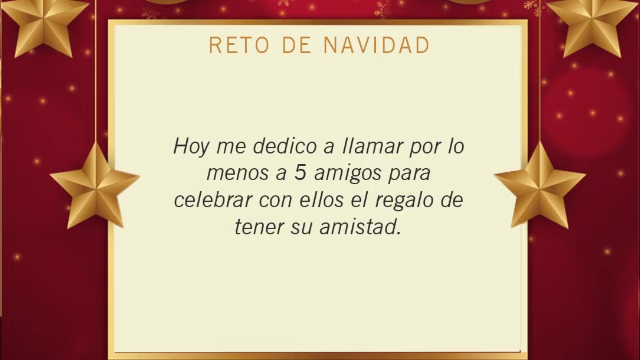 RETO DE NAVIDAD
Hoy me dedico a llamar por lo
menos a 5 amigos para
celebrar con ellos el regalo de
tener su amistad.